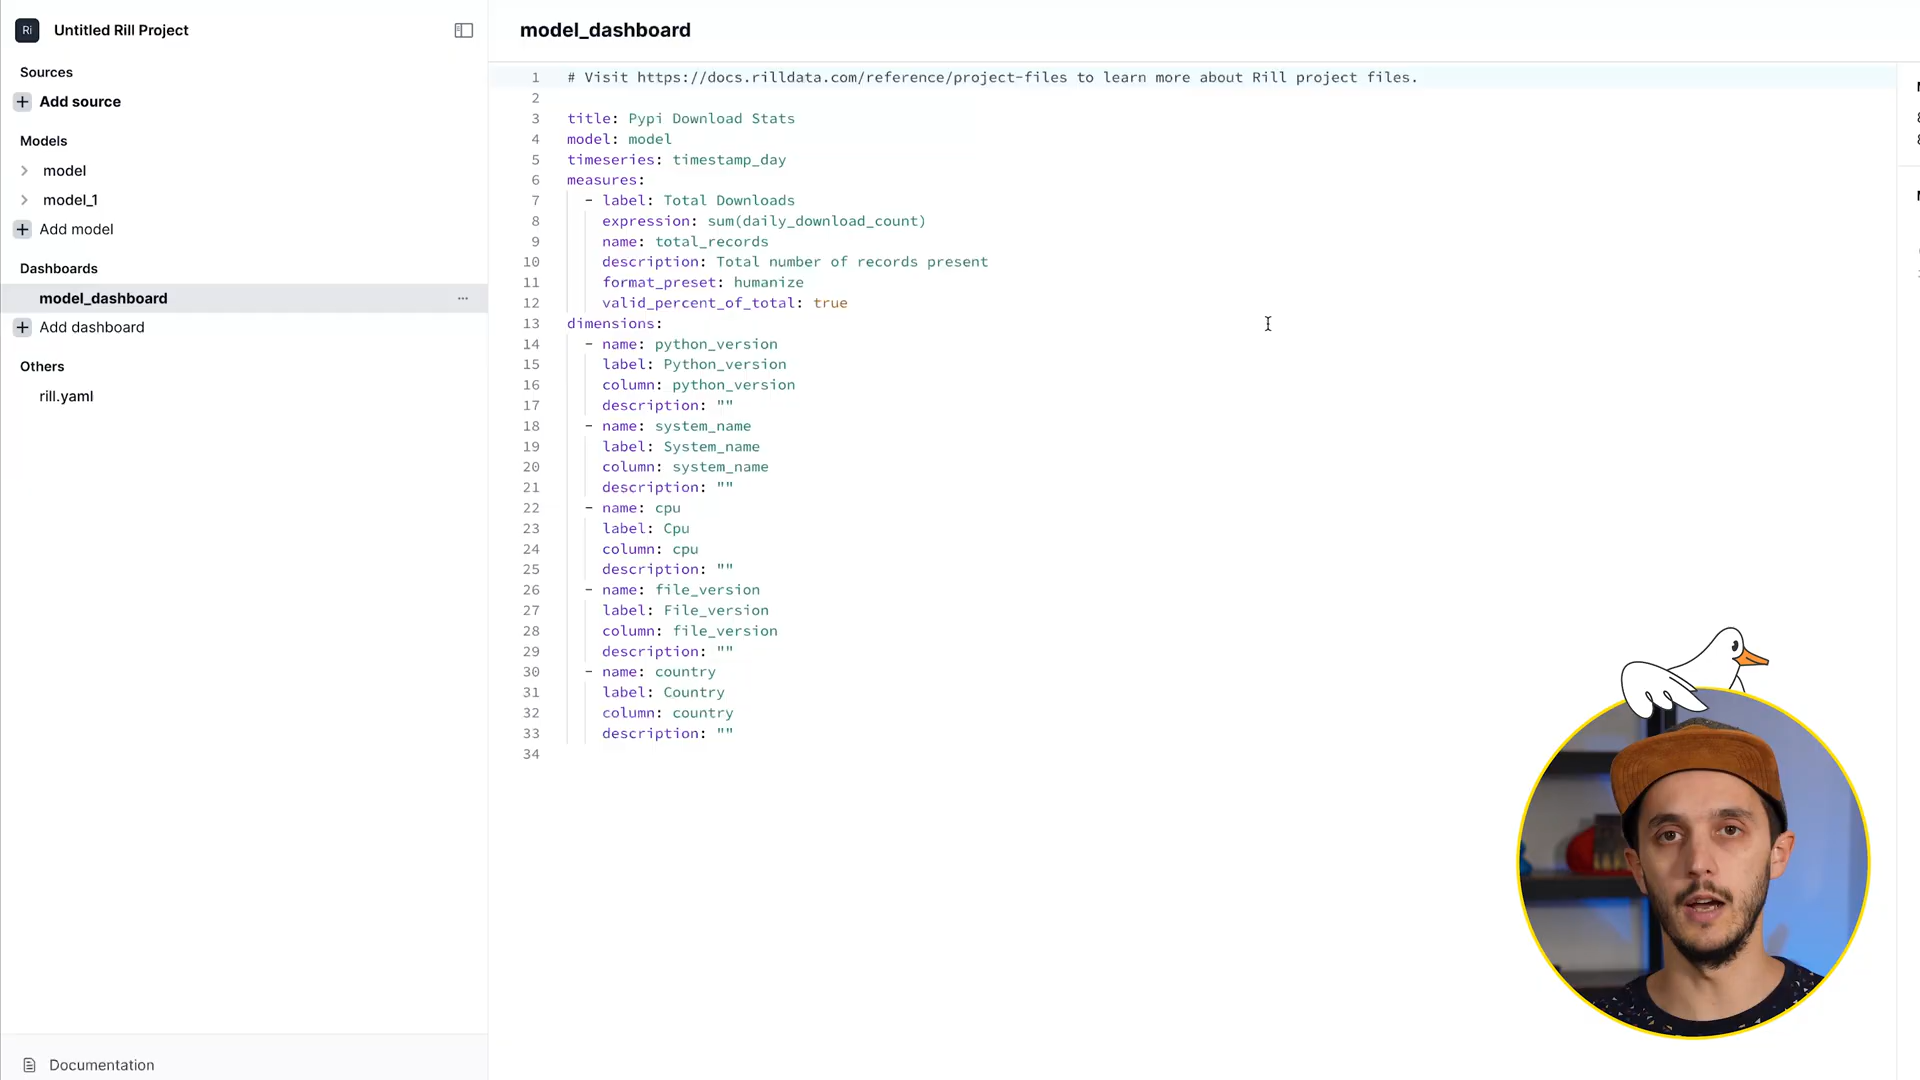 Ri Untitled Rill Project
Sources
+ Add source
Models
model
model_1
+ Add model
Dashboards
model_dashboard ...
+ Add dashboard
Others
rill.yaml
Documentation
model_dashboard
1 # Visit https://docs.rilldata.com/reference/project-files to learn more about Rill project files.
2
3 title: Pypi Download Stats
4 model: model
5 timeseries: timestamp_day
6 measures:
7 - label: Total Downloads
8 expression: sum(daily_download_count)
9 name: total_records
10 description: Total number of records present
11 format_preset: humanize
12 valid_percent_of_total: true
13 dimensions:
14 - name: python_version
15 label: Python_version
16 column: python_version
17 description: ""
18 - name: system_name
19 label: System_name
20 column: system_name
21 description: ""
22 - name: cpu
23 label: Cpu
24 column: cpu
25 description: ""
26 - name: file_version
27 label: File_version
28 column: file_version
29 description: ""
30 - name: country
31 label: Country
32 column: country
33 description: ""
34